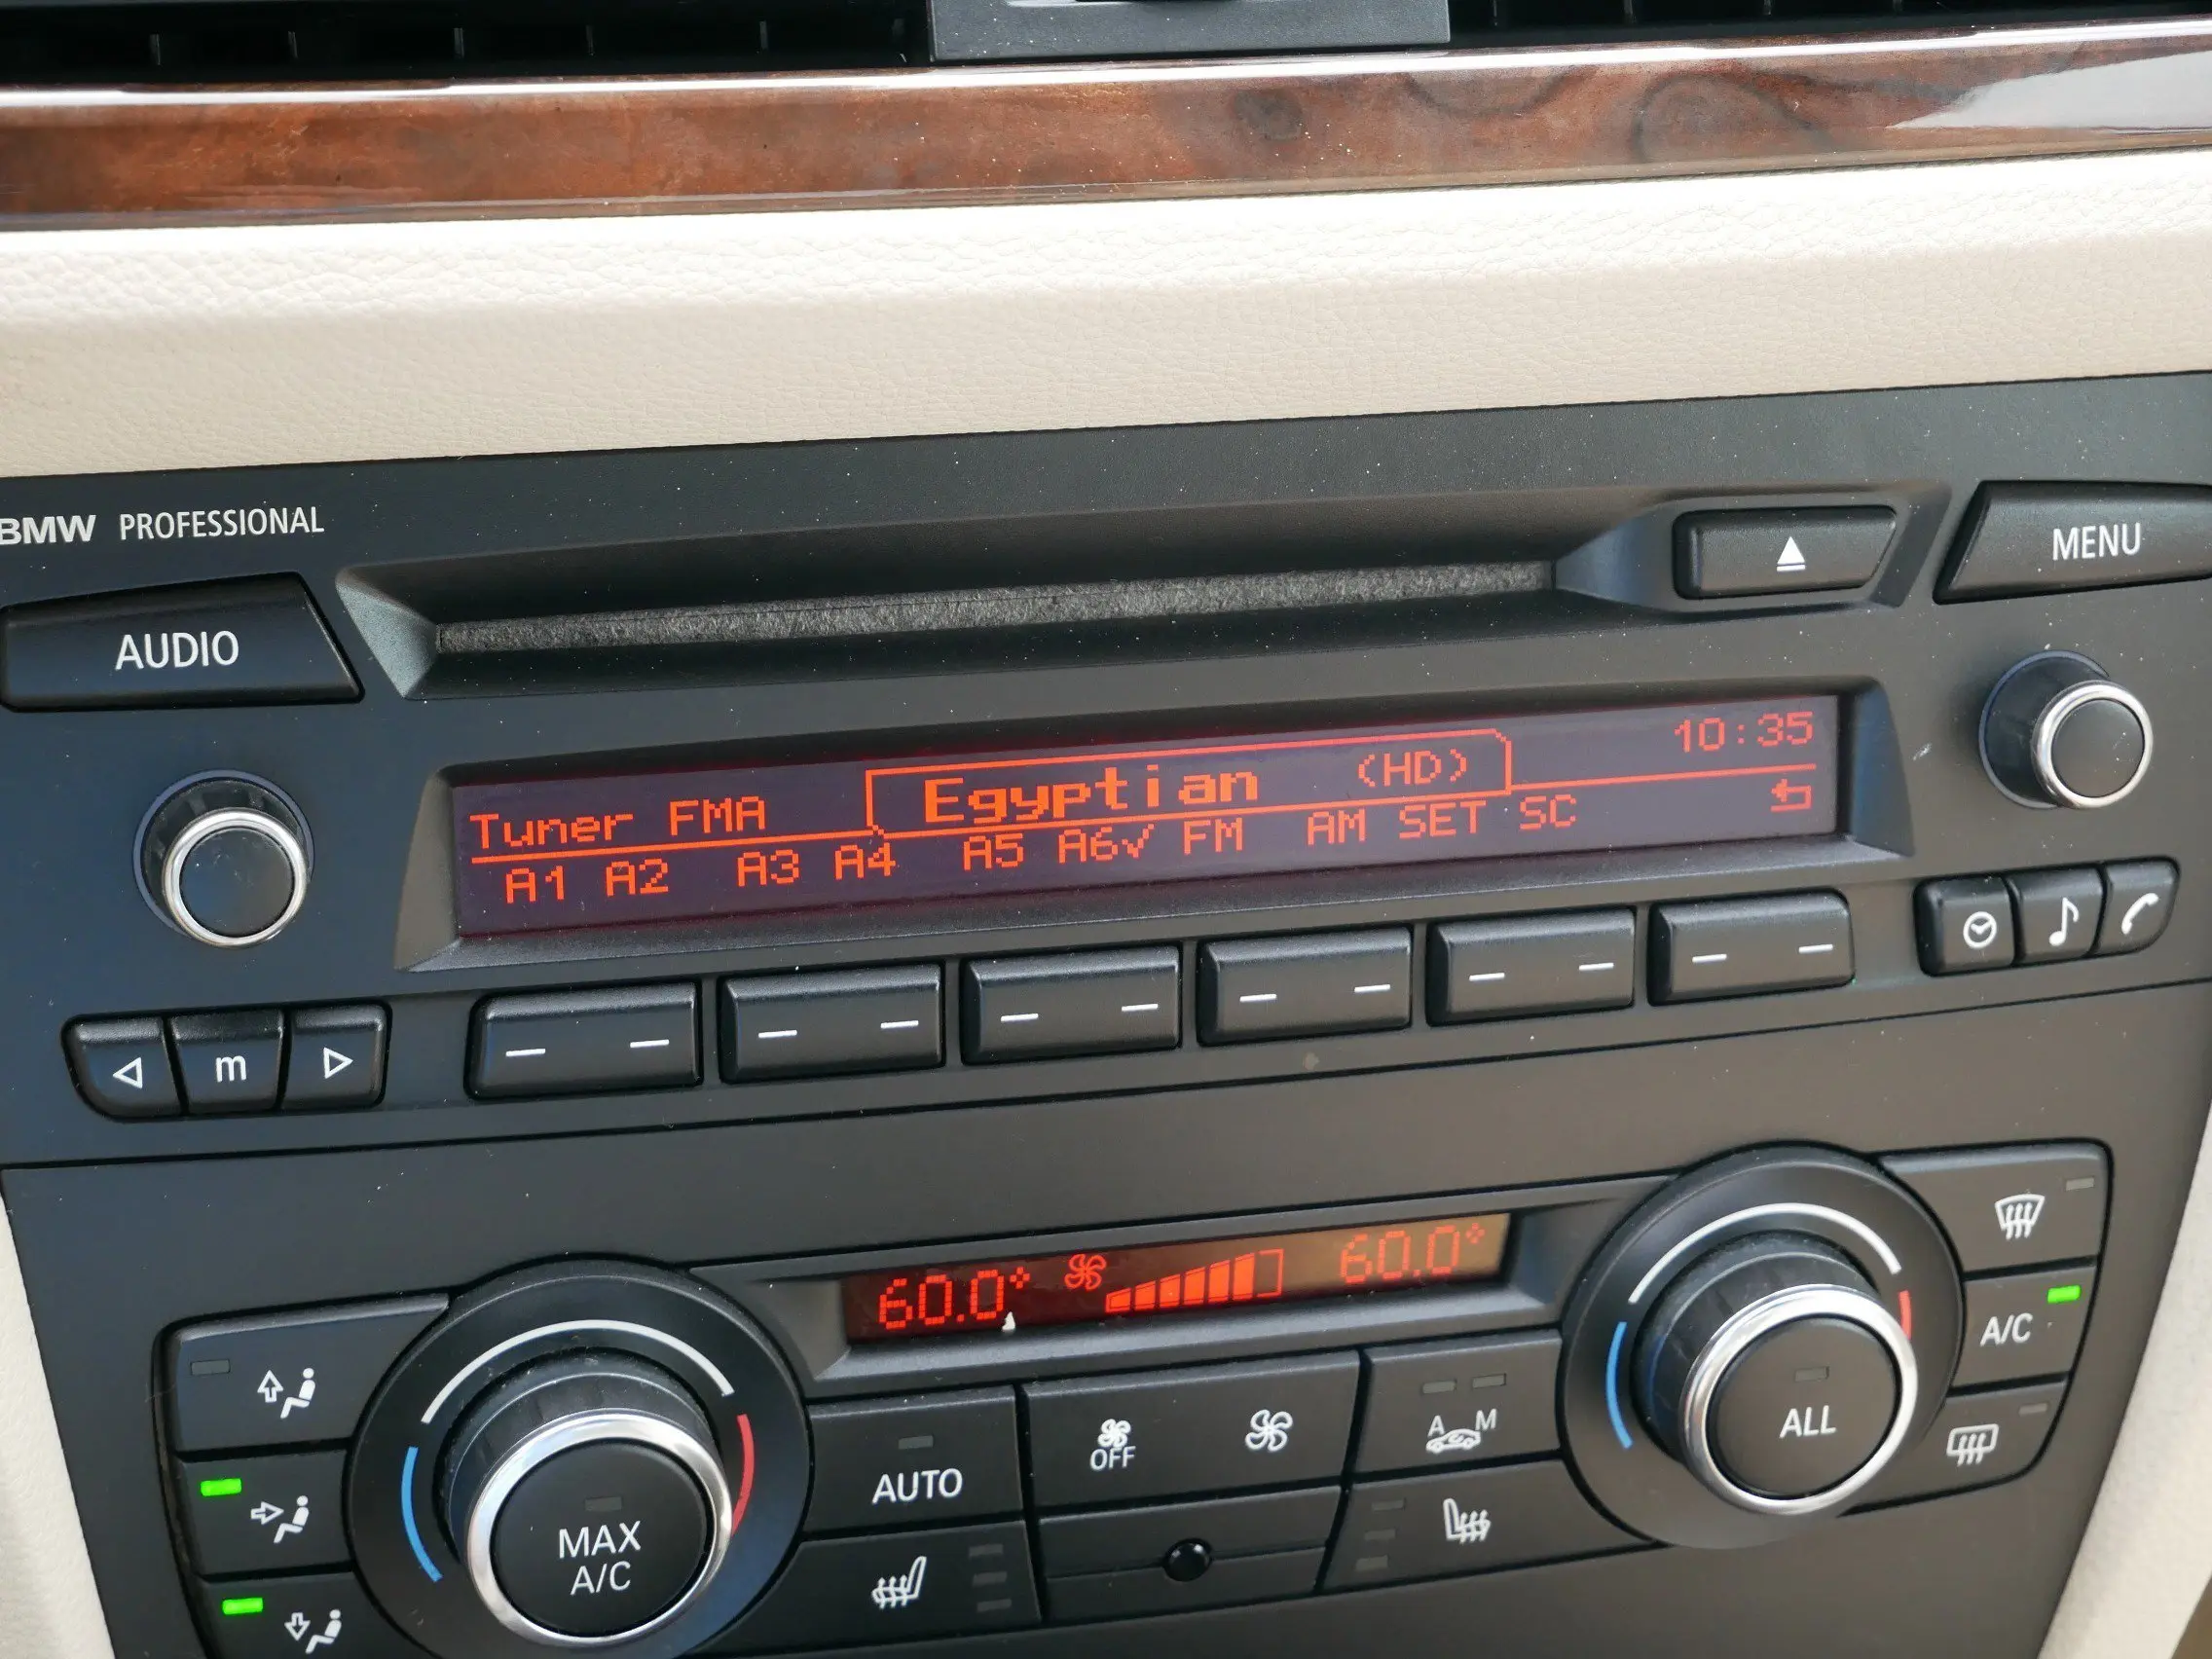 BMW PROFESSIONAL
AUDIO
MENU
Tuner FMA
Egyptian (HD)
10:35
A1 A2 A3 A4 A5 A6✓ FM AM SET SC
m
60.0° 60.0°
A/C
MAX
A/C
AUTO
OFF
A M
ALL